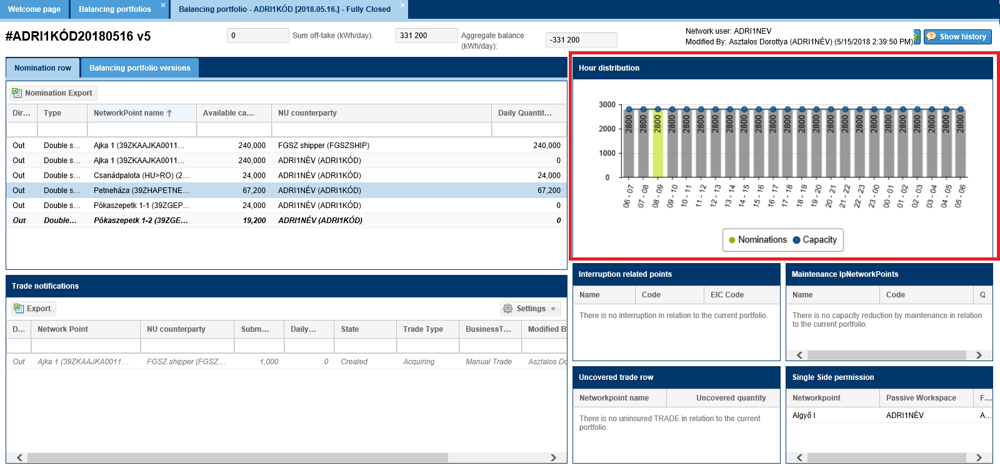 Welcome page
Balancing portfolios
Balancing portfolio - ADRI1KÓD [2018.05.16.] - Fully Closed
#ADRI1KÓD20180516 v5
0
Sum off-take (kWh/day):
331 200
Aggregate balance
(kWh/day):
-331 200
Network user: ADRI1NEV
Modified By: Asztalos Dorottya (ADRI1NÉV) (5/15/2018 2:39:50 PM)
Show history
Nomination row
Balancing portfolio versions
Nomination Export
Dir... Type NetworkPoint name Available ca... NU counterparty Daily Quantit...
Out Double s... Ajka 1 (39ZKAAJKA0011... 240,000 FGSZ shipper (FGSZSHIP) 240,000
Out Double s... Ajka 1 (39ZKAAJKA0011... 240,000 ADRI1NÉV (ADRI1KÓD) 0
Out Double s... Csanádpalota (HU>RO) (2... 24,000 ADRI1NÉV (ADRI1KÓD) 24,000
Out Double s... Petneháza (39ZHAPETNE... 67,200 ADRI1NÉV (ADRI1KÓD) 67,200
Out Double s... Pókaszepetk 1-1 (39ZGEP... 24,000 ADRI1NÉV (ADRI1KÓD) 0
Out Double... Pókaszepetk 1-2 (39ZGE... 19,200 ADRI1NÉV (ADRI1KÓD) 0
Hour distribution
3000
2000
1000
0
2800 2800 2800 2800 2800 2800 2800 2800 2800 2800 2800 2800 2800 2800 2800 2800 2800 2800 2800 2800 2800 2800 2800 2800
06 - 07 07 - 08 08 - 09 09 - 10 10 - 11 11 - 12 12 - 13 13 - 14 14 - 15 15 - 16 16 - 17 17 - 18 18 - 19 19 - 20 20 - 21 21 - 22 22 - 23 23 - 00 00 - 01 01 - 02 02 - 03 03 - 04 04 - 05 05 - 06
Nominations Capacity
Trade notifications
Export
Settings
D... Network Point NU counterparty Subm... Daily... State Trade Type BusinessT... Modified B
Out Ajka 1 (39ZKAAJKA0011... FGSZ shipper (FGSZ... 1,000 0 Created Acquiring Manual Trade Asztalos Do
Interruption related points
Name Code EIC Code
There is no interruption in relation to the current portfolio.
Maintenance IpNetworkPoints
Name Code Q
There is no capacity reduction by maintenance in relation
to the current portfolio.
Uncovered trade row
Networkpoint name Uncovered quantity
There is no uninsured TRADE in relation to the current
portfolio.
Single Side permission
Networkpoint Passive Workspace F...
Algyő I ADRI1NÉV A...